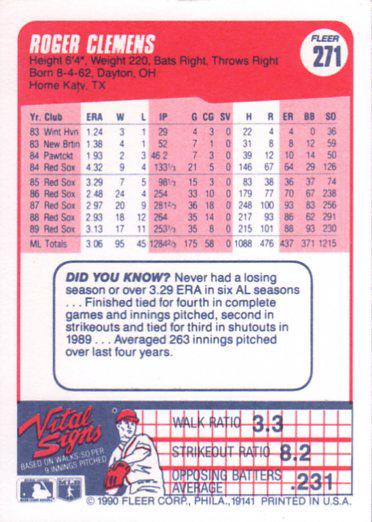 ROGER CLEMENS
FLEER
271
Height 6'4", Weight 220, Bats Right, Throws Right
Born 8-4-62, Dayton, OH
Home Katy, TX
Yr. Club ERA W L IP G CG SV H R ER BB SO
83 Wint Hvn 1.24 3 1 29 4 3 0 22 4 4 0 36
83 New Brtin 1.38 4 1 52 7 1 0 31 8 8 12 59
84 Pawtckt 1.93 2 3 46 2 7 3 0 39 12 10 14 50
84 Red Sox 4.32 9 4 133 1/3 21 5 0 146 67 64 29 126
85 Red Sox 3.29 7 5 98 1/3 15 3 0 83 38 36 37 74
86 Red Sox 2.48 24 4 254 33 10 0 179 77 70 67 238
87 Red Sox 2.97 20 9 281 2/3 36 18 0 248 100 93 83 256
88 Red Sox 2.93 18 12 264 35 14 0 217 93 86 62 291
89 Red Sox 3.13 17 11 253 1/3 35 8 0 215 101 88 93 230
ML Totals 3.06 95 45 1284 2/3 175 58 0 1088 476 437 371 1215
DID YOU KNOW? Never had a losing
season or over 3.29 ERA in six AL seasons
. . . Finished tied for fourth in complete
games and innings pitched, second in
strikeouts and tied for third in shutouts in
1989 . . . Averaged 263 innings pitched
over last four years.
Vital
Signs
BASED ON WALKS/SO PER
9 INNINGS PITCHED
WALK RATIO 3.3
STRIKEOUT RATIO 8.2
OPPOSING BATTERS
AVERAGE .231
© 1990 FLEER CORP., PHILA., 19141 PRINTED IN U.S.A.